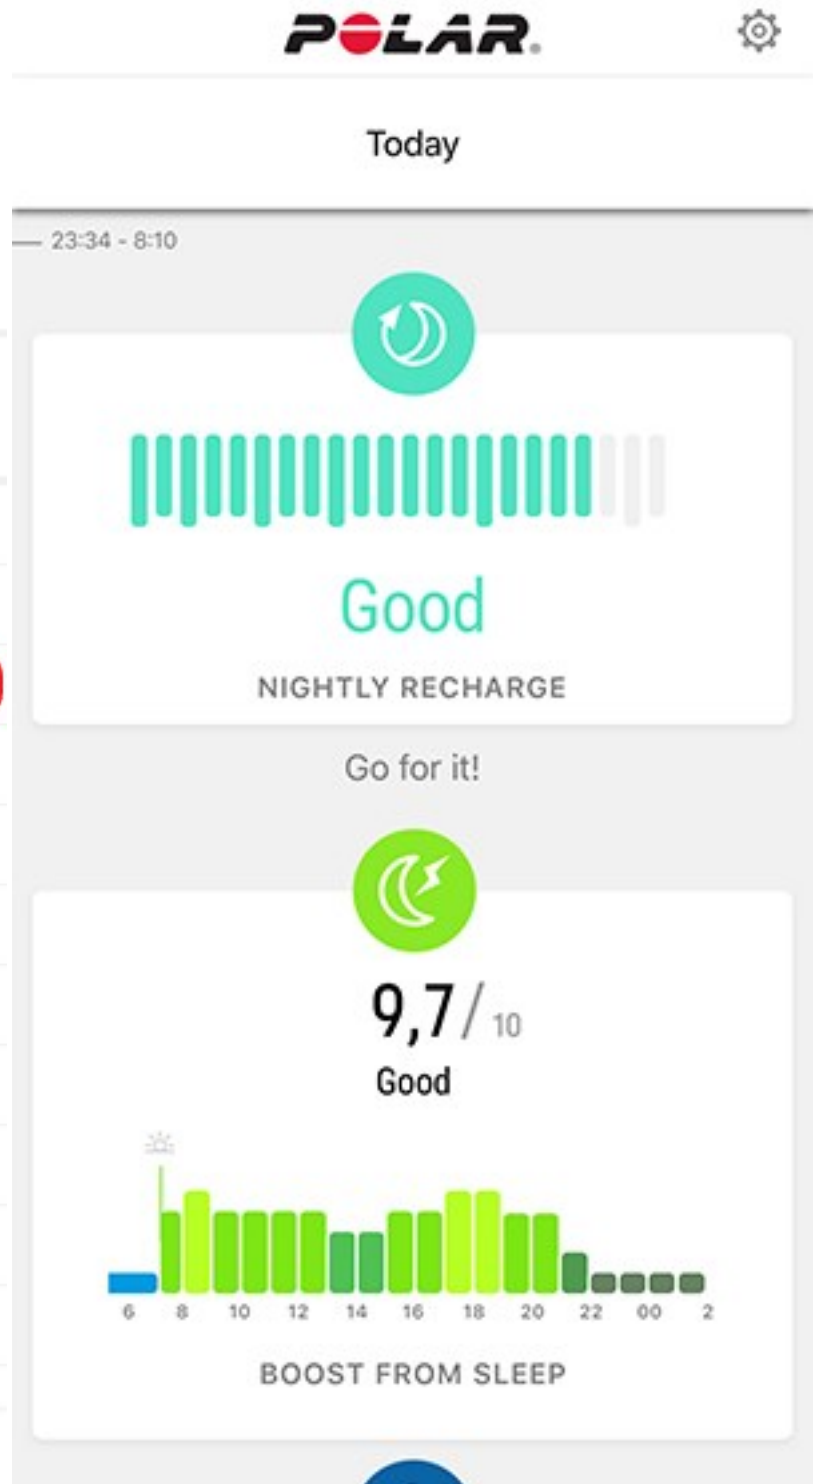 POLAR®
Today
23:34 - 8:10
Good
NIGHTLY RECHARGE
Go for it!
9,7/10
Good
6 8 10 12 14 16 18 20 22 00 2
BOOST FROM SLEEP